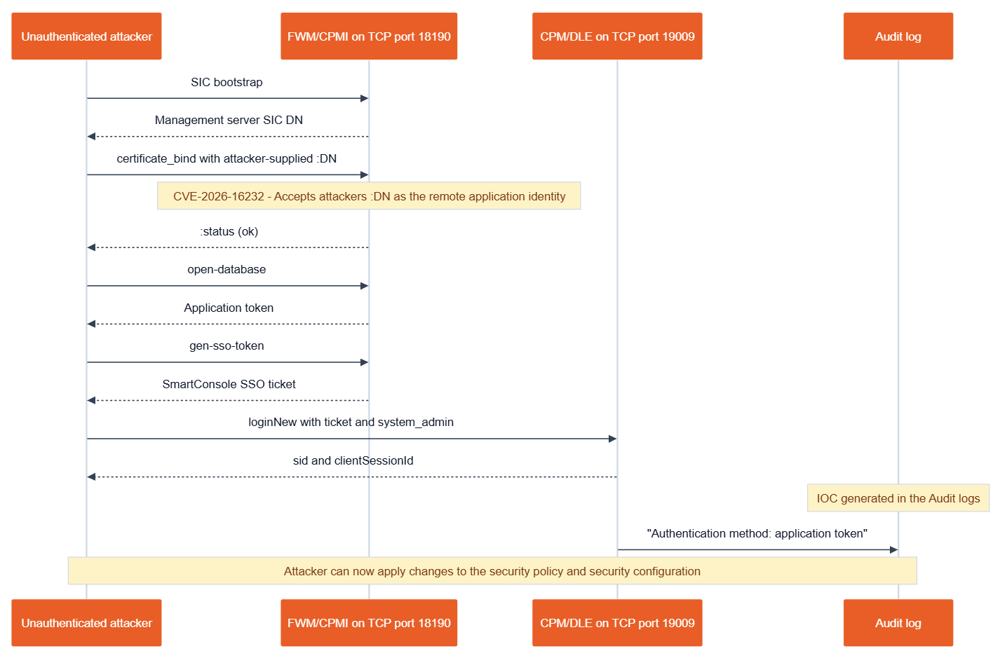 Unauthenticated attacker
FWM/CPMI on TCP port 18190
CPM/DLE on TCP port 19009
Audit log
SIC bootstrap
Management server SIC DN
certificate_bind with attacker-supplied :DN
CVE-2026-16232 - Accepts attackers :DN as the remote application identity
:status (ok)
open-database
Application token
gen-sso-token
SmartConsole SSO ticket
loginNew with ticket and system_admin
sid and clientSessionId
IOC generated in the Audit logs
"Authentication method: application token"
Attacker can now apply changes to the security policy and security configuration
Unauthenticated attacker
FWM/CPMI on TCP port 18190
CPM/DLE on TCP port 19009
Audit log